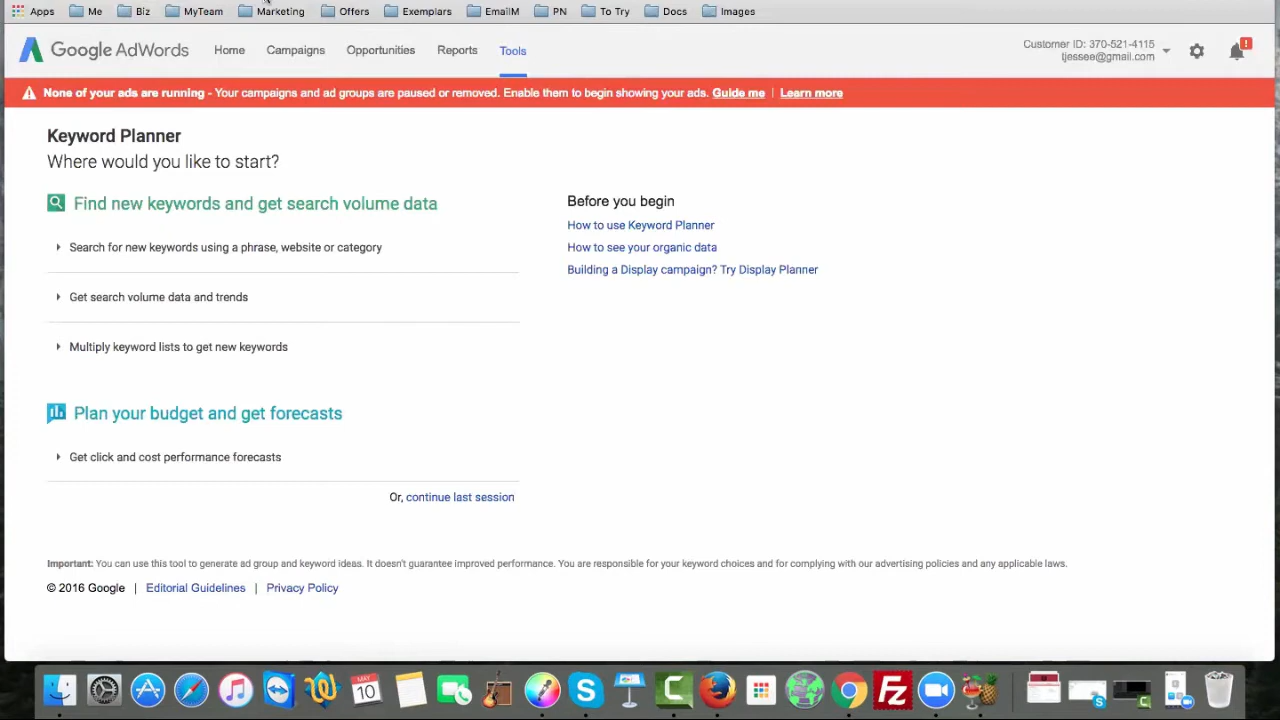 Apps Me Biz MyTeam Marketing Offers Exemplars EmailM PN To Try Docs Images
Google AdWords Home Campaigns Opportunities Reports Tools
Customer ID: 370-521-4115
tjessee@gmail.com
!
None of your ads are running - Your campaigns and ad groups are paused or removed. Enable them to begin showing your ads. Guide me | Learn more
Keyword Planner
Where would you like to start?
Find new keywords and get search volume data
Search for new keywords using a phrase, website or category
Get search volume data and trends
Multiply keyword lists to get new keywords
Plan your budget and get forecasts
Get click and cost performance forecasts
Or, continue last session
Before you begin
How to use Keyword Planner
How to see your organic data
Building a Display campaign? Try Display Planner
Important: You can use this tool to generate ad group and keyword ideas. It doesn't guarantee improved performance. You are responsible for your keyword choices and for complying with our advertising policies and any applicable laws.
© 2016 Google | Editorial Guidelines | Privacy Policy
MAY
10